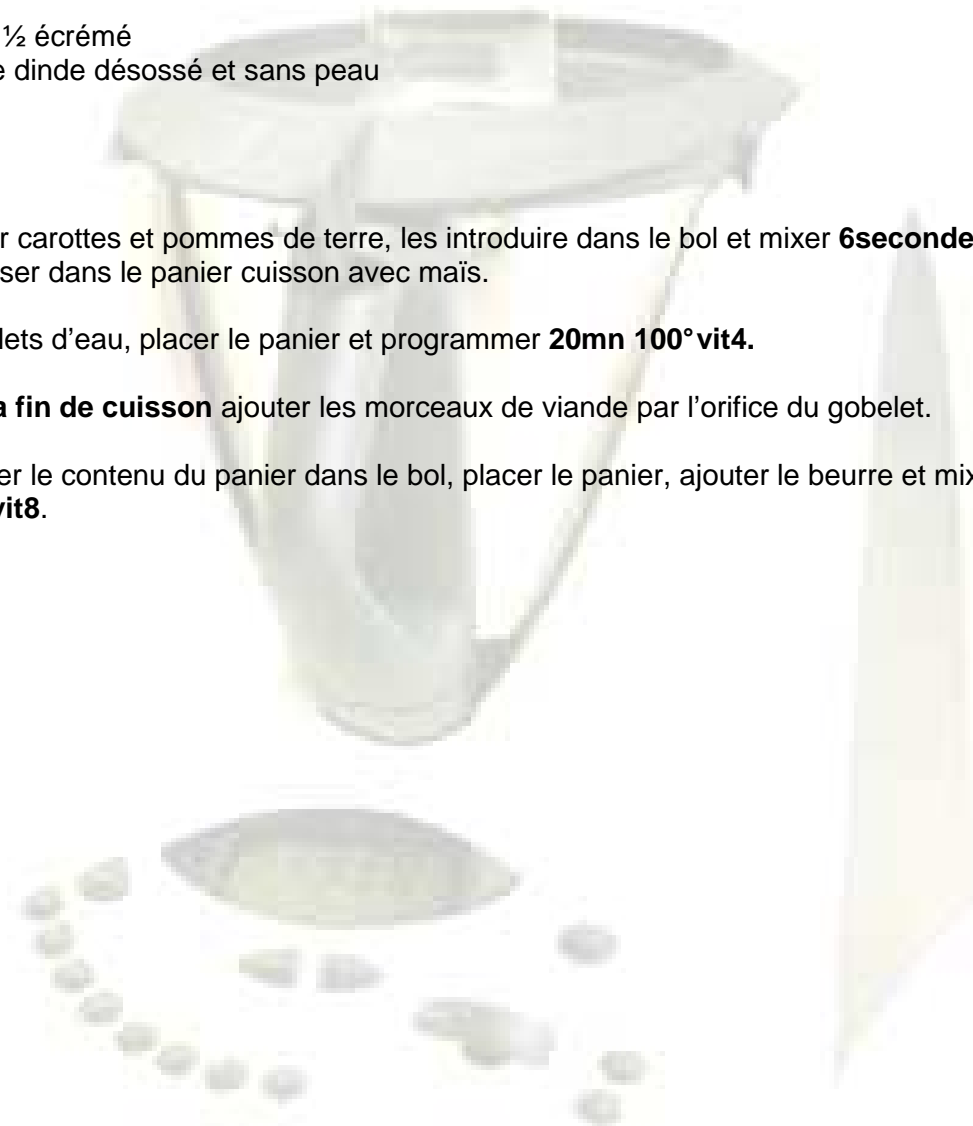 ½ écrémé
e dinde désossé et sans peau
r carottes et pommes de terre, les introduire dans le bol et mixer 6seconde
ser dans le panier cuisson avec maïs.
lets d’eau, placer le panier et programmer 20mn 100° vit4.
a fin de cuisson ajouter les morceaux de viande par l’orifice du gobelet.
er le contenu du panier dans le bol, placer le panier, ajouter le beurre et mix
vit8.